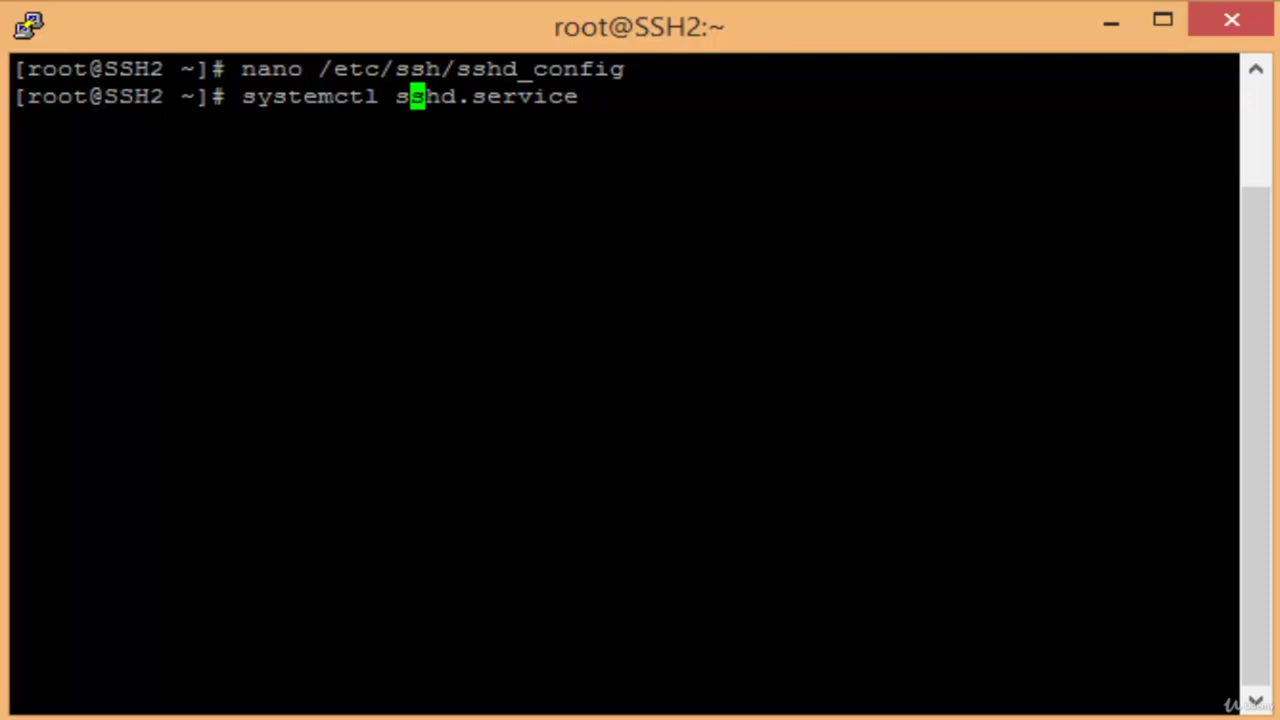 root@SSH2:~
[root@SSH2 ~]# nano /etc/ssh/sshd_config
[root@SSH2 ~]# systemctl sshd.service